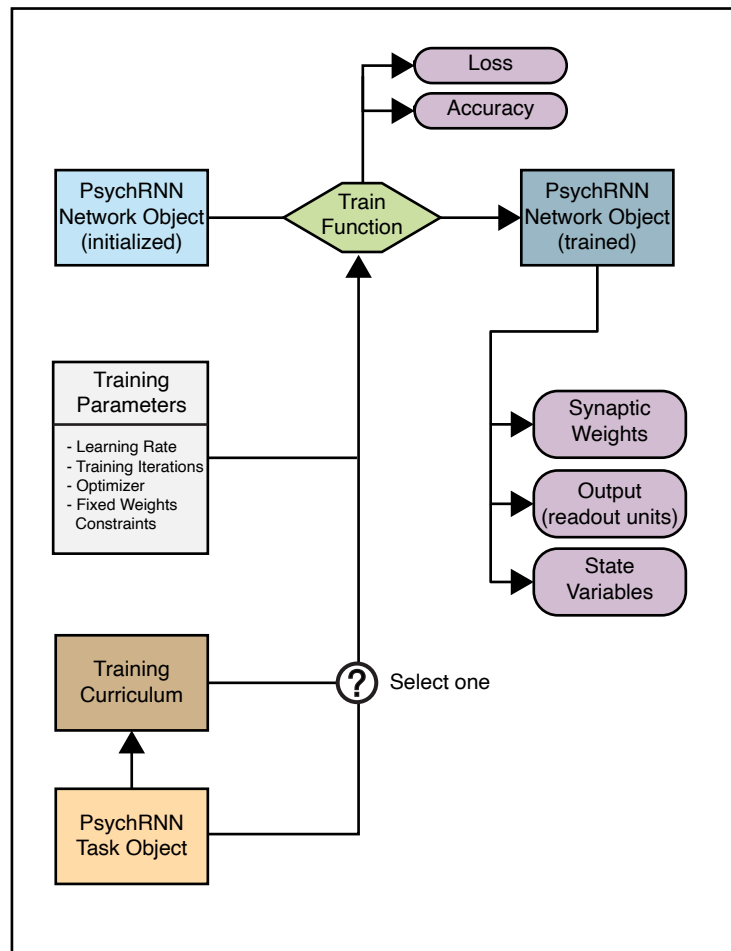 Loss
Accuracy
PsychRNN
Network Object
(initialized)
Train
Function
PsychRNN
Network Object
(trained)
Training
Parameters
- Learning Rate
- Training Iterations
- Optimizer
- Fixed Weights
Constraints
Synaptic
Weights
Output
(readout units)
State
Variables
Training
Curriculum
?
Select one
PsychRNN
Task Object